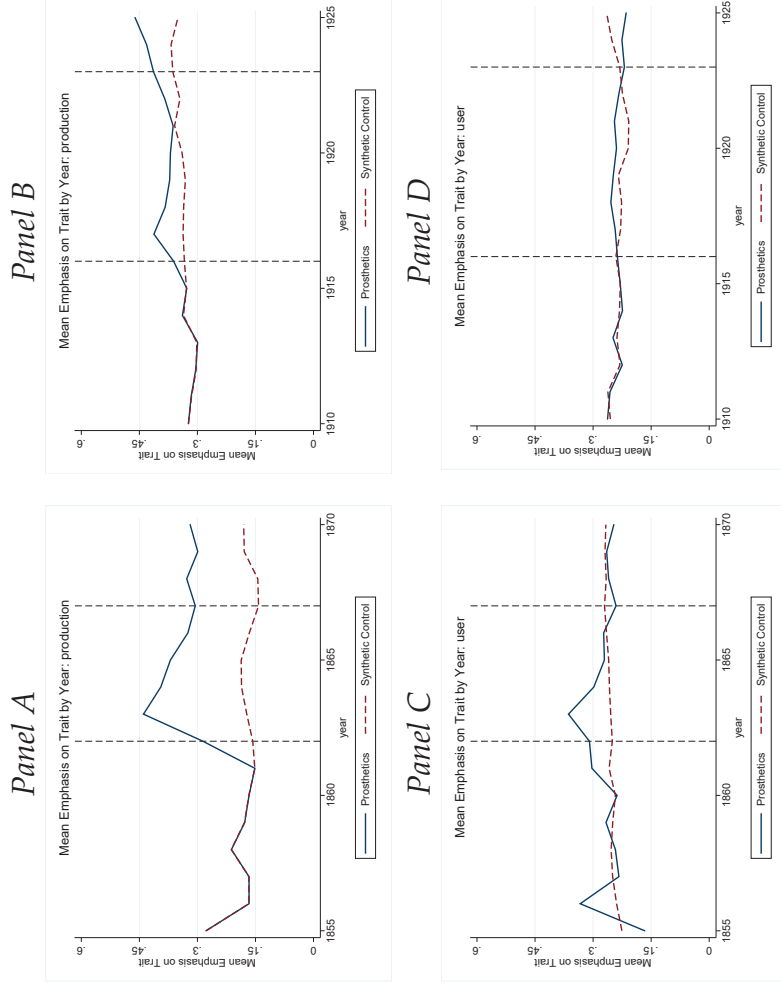 Panel A
Mean Emphasis on Trait by Year: production
Mean Emphasis on Trait
.6
.45
.3
.15
0
1855
1860
1865
1870
year
Prosthetics
Synthetic Control
Panel B
Mean Emphasis on Trait by Year: production
Mean Emphasis on Trait
.6
.45
.3
.15
0
1910
1915
1920
1925
year
Prosthetics
Synthetic Control
Panel C
Mean Emphasis on Trait by Year: user
Mean Emphasis on Trait
.6
.45
.3
.15
0
1855
1860
1865
1870
year
Prosthetics
Synthetic Control
Panel D
Mean Emphasis on Trait by Year: user
Mean Emphasis on Trait
.6
.45
.3
.15
0
1910
1915
1920
1925
year
Prosthetics
Synthetic Control